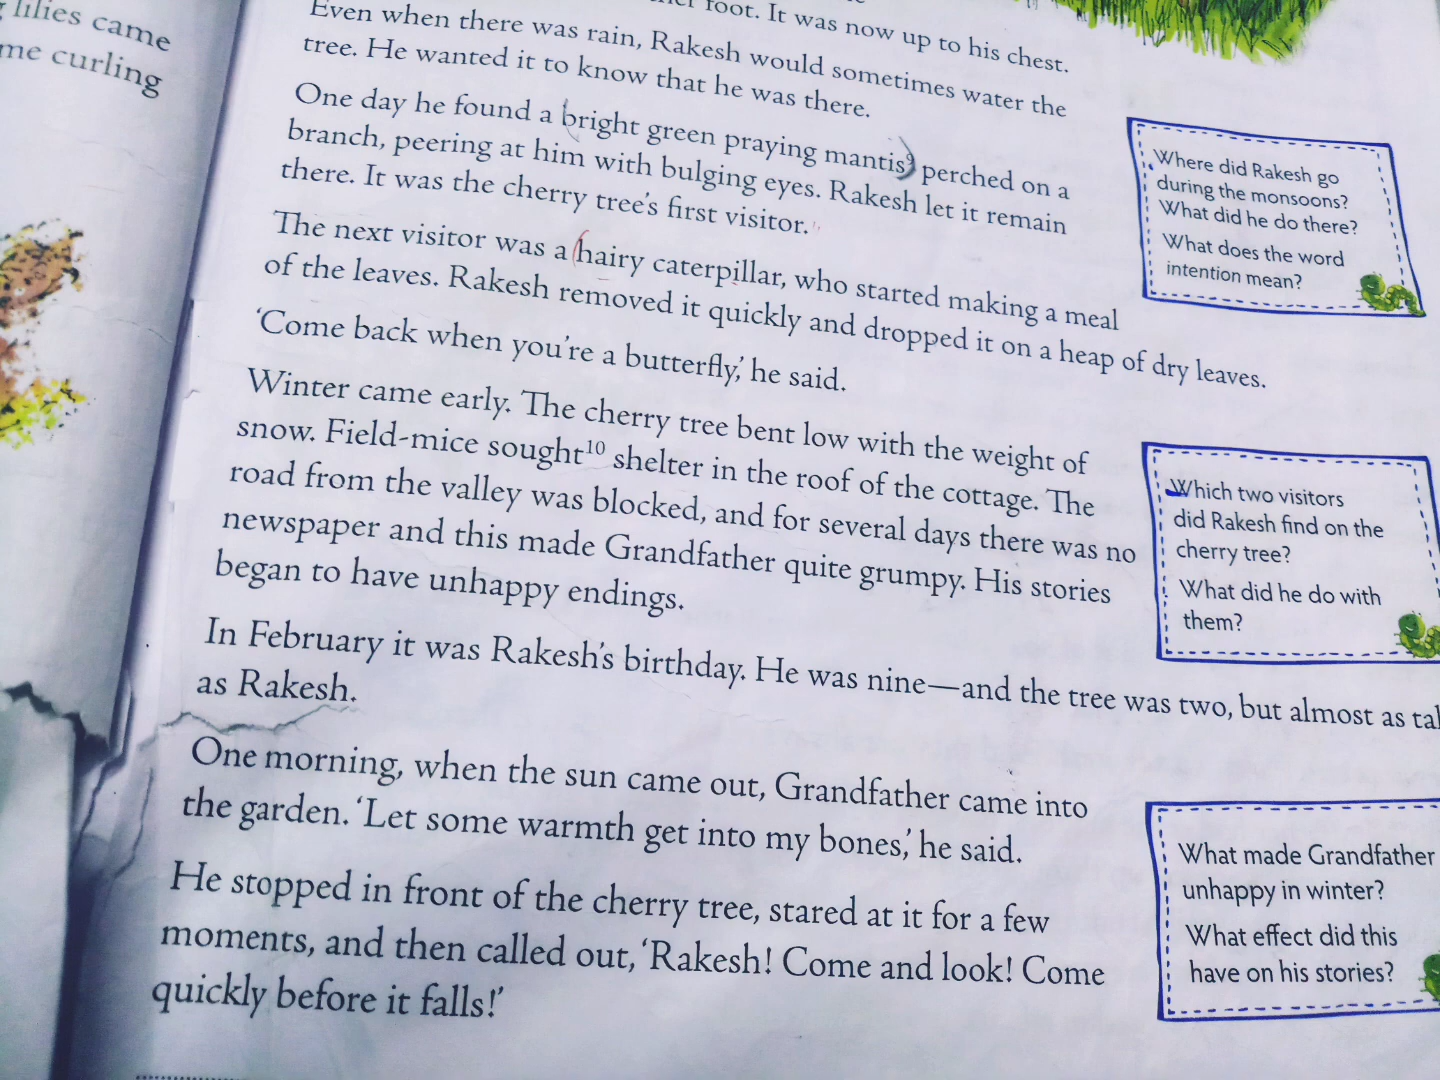 lilies came
me curling
foot. It was now up to his chest.
Even when there was rain, Rakesh would sometimes water the
tree. He wanted it to know that he was there.
One day he found a bright green praying mantis⁹ perched on a
branch, peering at him with bulging eyes. Rakesh let it remain
there. It was the cherry tree's first visitor.
The next visitor was a hairy caterpillar, who started making a meal
of the leaves. Rakesh removed it quickly and dropped it on a heap of dry leaves.
'Come back when you're a butterfly,' he said.
Winter came early. The cherry tree bent low with the weight of
snow. Field-mice sought¹⁰ shelter in the roof of the cottage. The
road from the valley was blocked, and for several days there was no
newspaper and this made Grandfather quite grumpy. His stories
began to have unhappy endings.
In February it was Rakesh's birthday. He was nine—and the tree was two, but almost as
as Rakesh.
One morning, when the sun came out, Grandfather came into
the garden. 'Let some warmth get into my bones,' he said.
He stopped in front of the cherry tree, stared at it for a few
moments, and then called out, 'Rakesh! Come and look! Come
quickly before it falls!'
Where did Rakesh go
during the monsoons?
What did he do there?
What does the word
intention mean?
Which two visitors
did Rakesh find on the
cherry tree?
What did he do with
them?
What made Grandfather
unhappy in winter?
What effect did this
have on his stories?